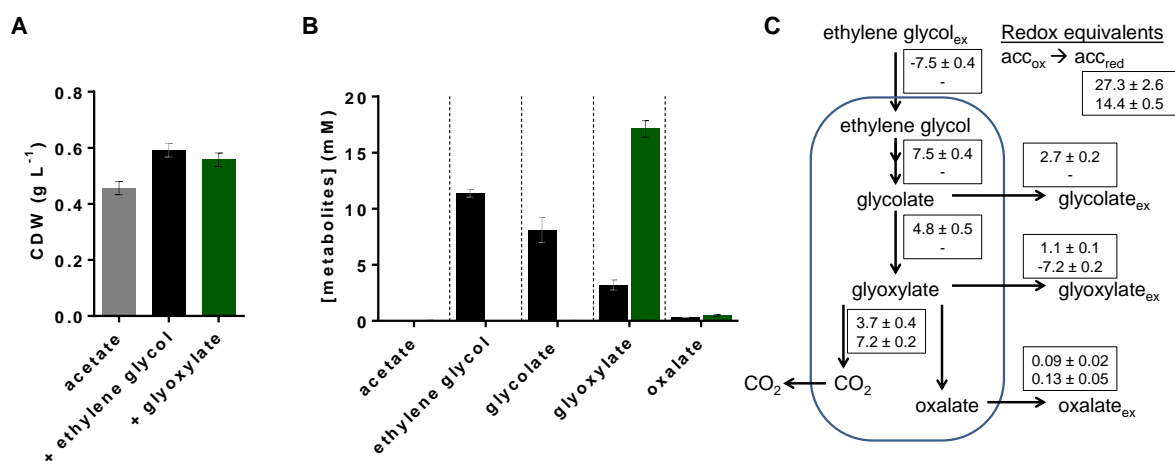 A
CDW (g L⁻¹)
0.8
0.6
0.4
0.2
0.0
acetate
+ ethylene glycol
+ glyoxylate
B
[metabolites] (mM)
20
15
10
5
0
acetate
ethylene glycol
glycolate
glyoxylate
oxalate
C
ethylene glycolₑₓ
Redox equivalents
accₒₓ → acc_red
-7.5 ± 0.4
-
27.3 ± 2.6
14.4 ± 0.5
ethylene glycol
7.5 ± 0.4
-
2.7 ± 0.2
-
glycolate
glycolateₑₓ
4.8 ± 0.5
-
1.1 ± 0.1
-7.2 ± 0.2
glyoxylate
glyoxylateₑₓ
3.7 ± 0.4
7.2 ± 0.2
CO₂
CO₂
0.09 ± 0.02
0.13 ± 0.05
oxalate
oxalateₑₓ